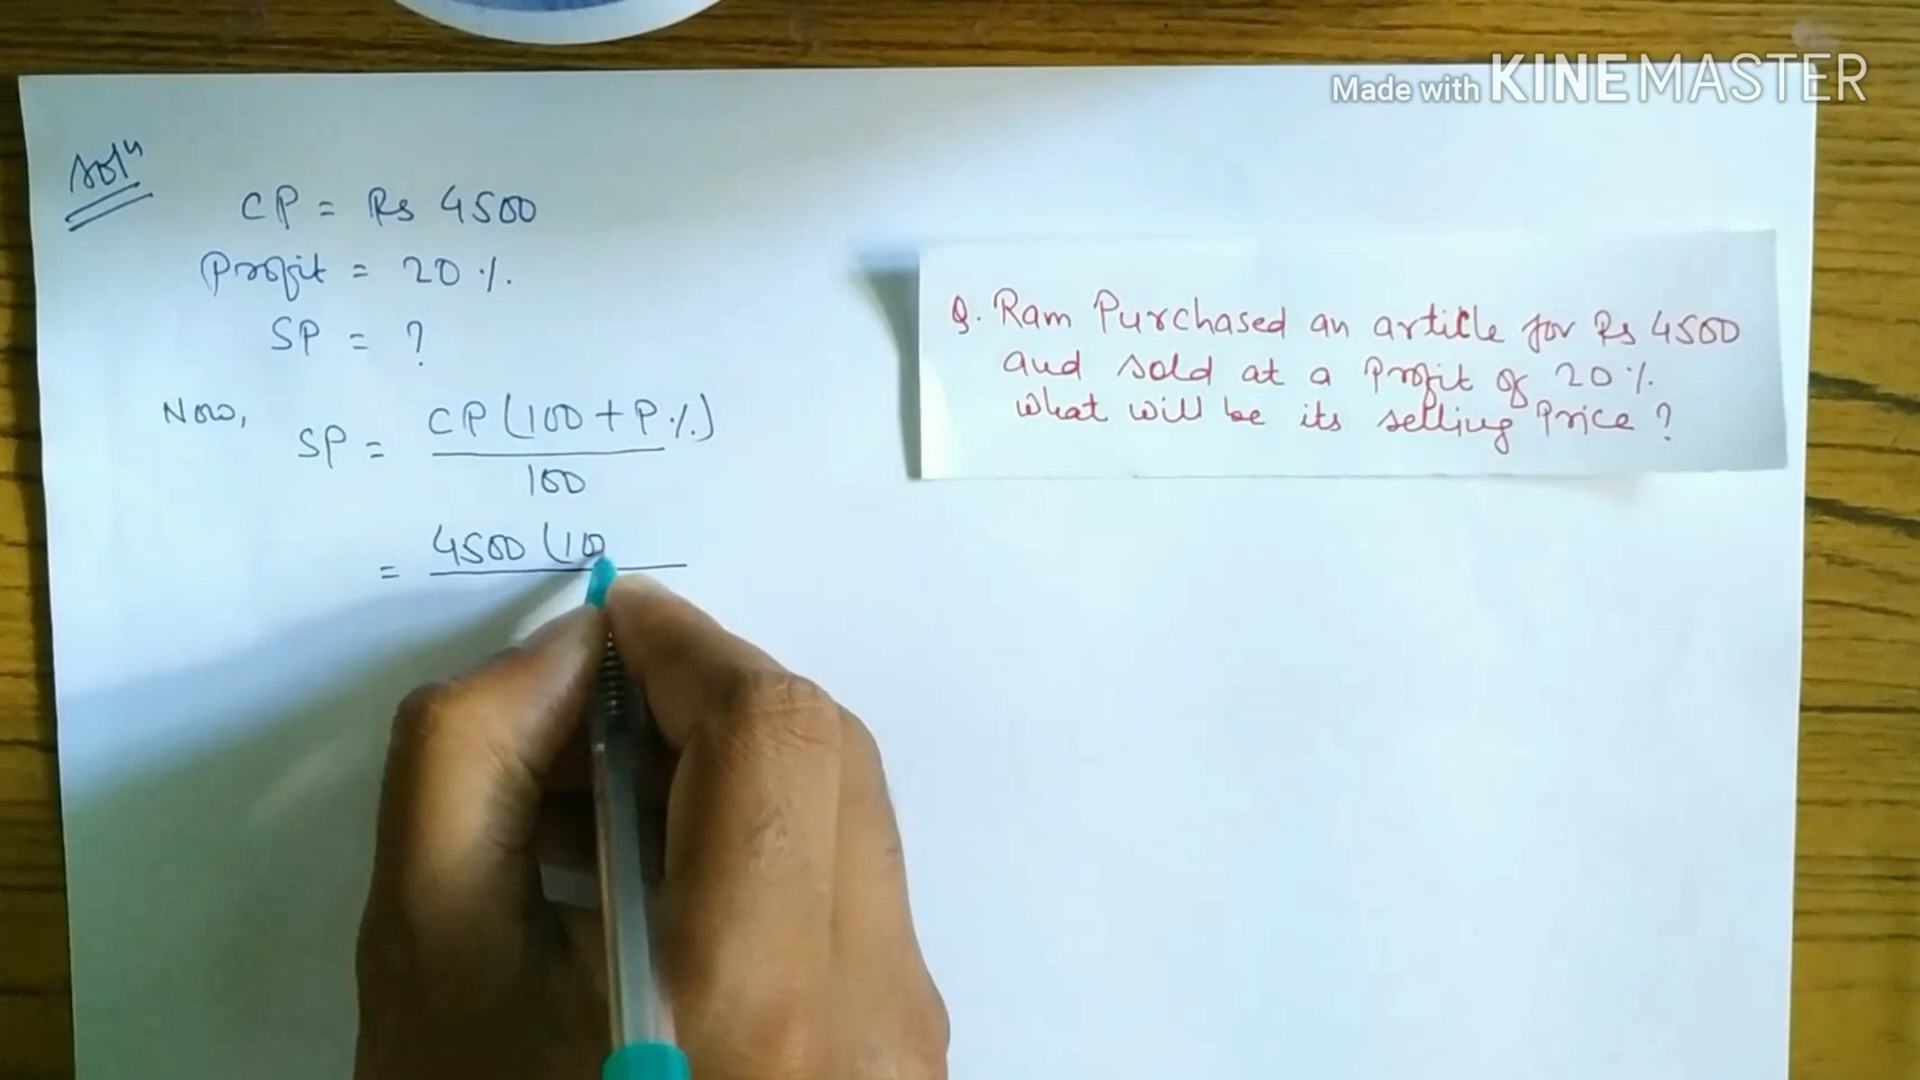 Made with KINEMASTER
Soln
CP = Rs 4500
Profit = 20 %.
SP = ?
Now,
SP = CP (100 + P %)
100
= 4500 (10
Q. Ram Purchased an article for Rs 4500
and sold at a Profit of 20 %.
what will be its selling Price ?